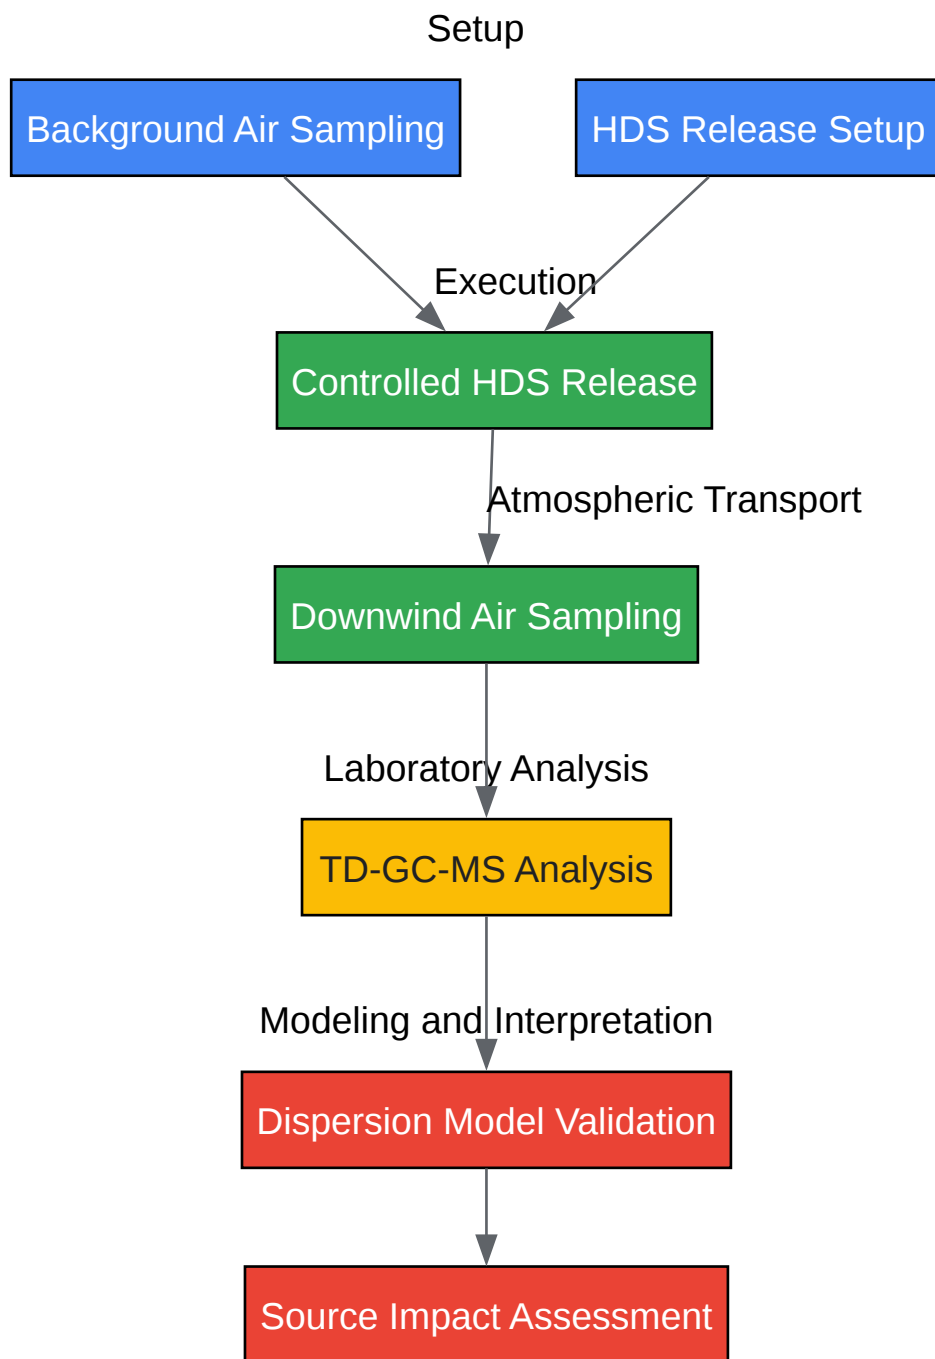 Setup
Background Air Sampling
HDS Release Setup
Execution
Controlled HDS Release
Atmospheric Transport
Downwind Air Sampling
Laboratory Analysis
TD-GC-MS Analysis
Modeling and Interpretation
Dispersion Model Validation
Source Impact Assessment